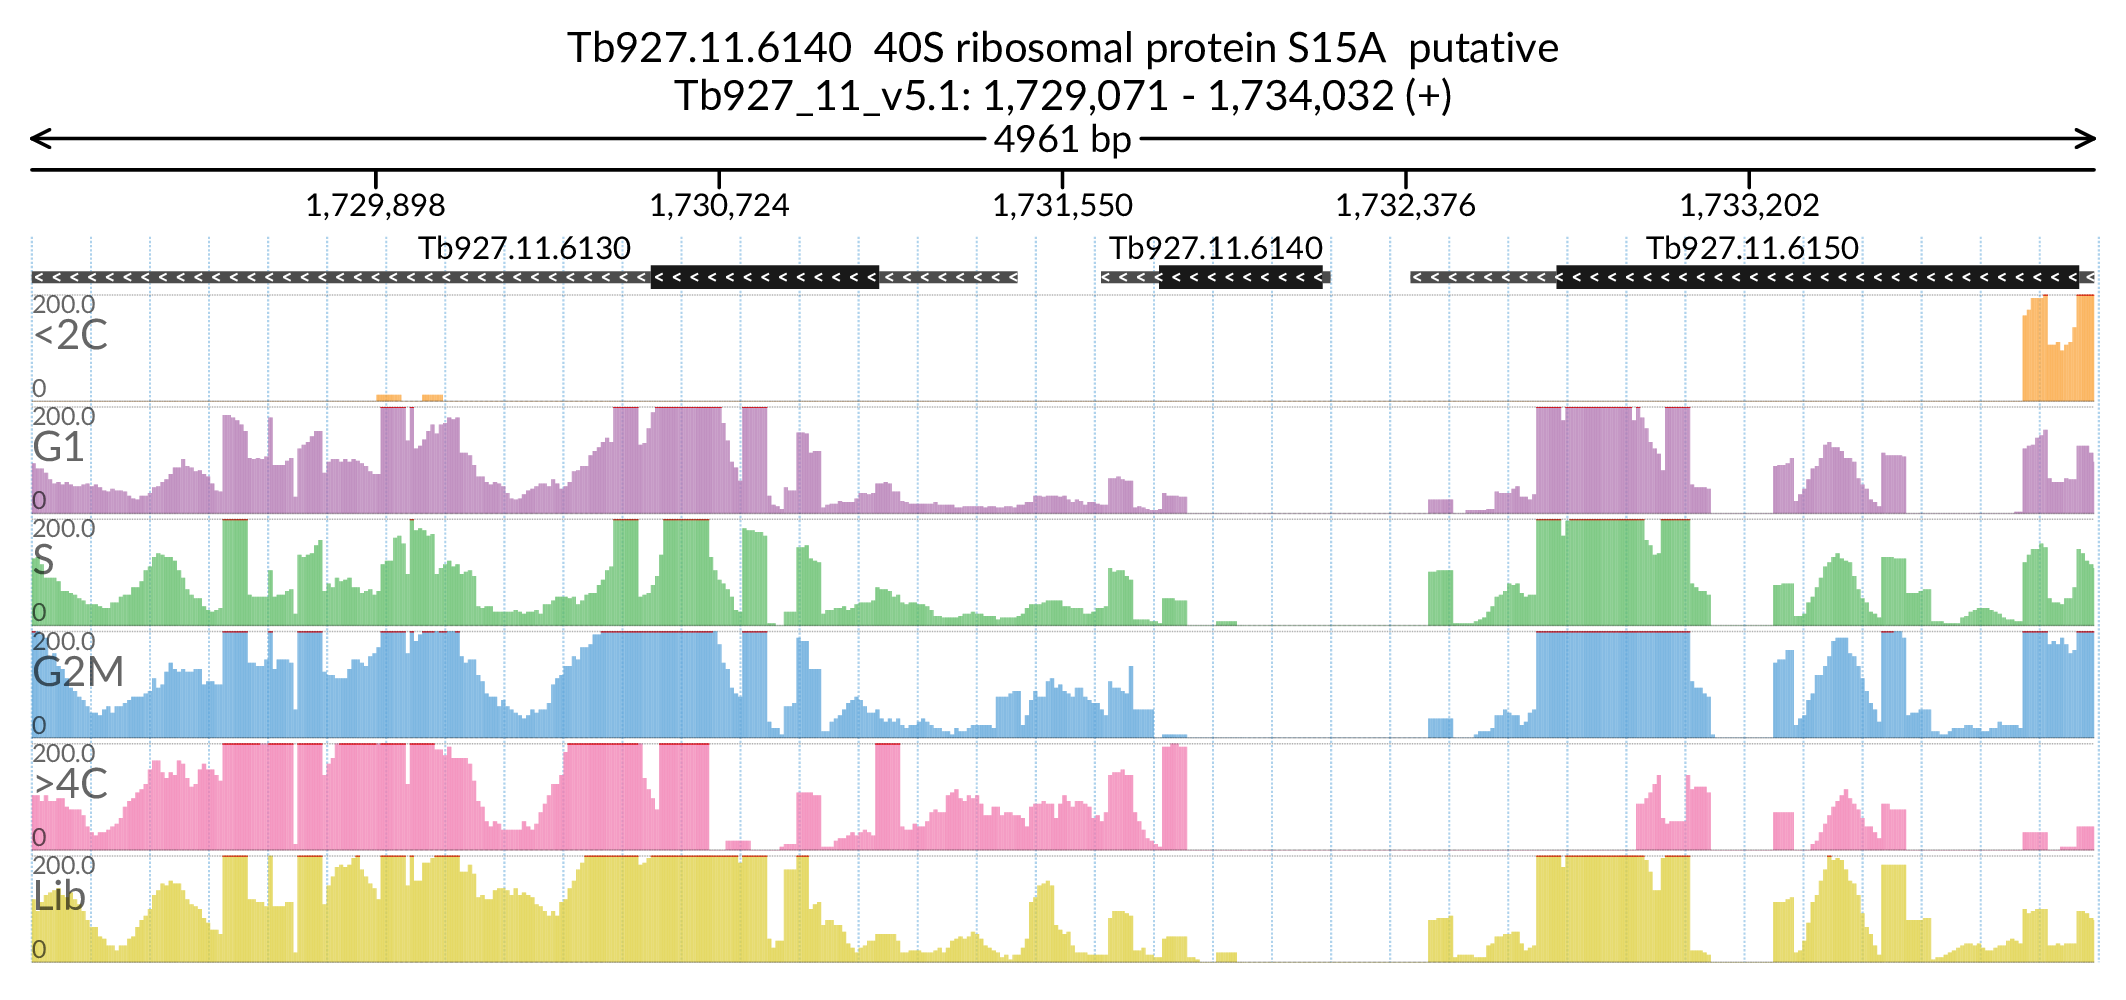 Tb927.11.6140  40S ribosomal protein S15A  putative
Tb927_11_v5.1: 1,729,071 - 1,734,032 (+)
4961 bp
1,729,898 1,730,724 1,731,550 1,732,376 1,733,202
Tb927.11.6130 Tb927.11.6140 Tb927.11.6150
200.0
<2C
0
200.0
G1
0
200.0
S
0
200.0
G2M
0
200.0
>4C
0
200.0
Lib
0